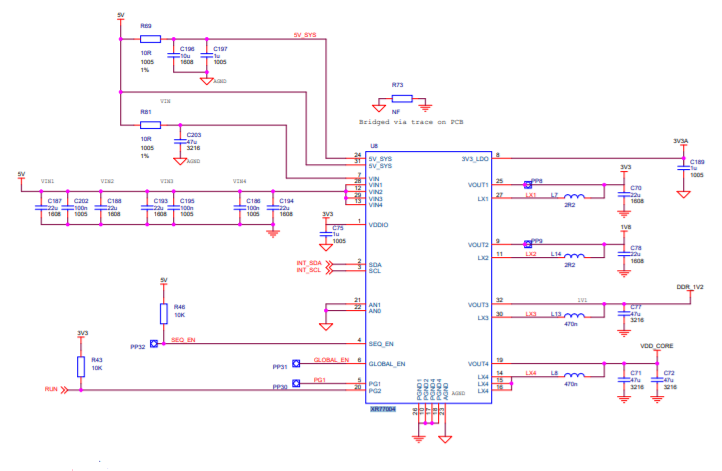 5V
R69
10R
1005
1%
C196
10u
1608
C197
1u
1005
5V_SYS
AGND
VIN
R81
10R
1005
1%
C203
47u
3216
AGND
R73
NF
Bridged via trace on PCB
5V
VIN1
VIN2
VIN3
VIN4
C187
22u
1608
C202
100n
1005
C188
22u
1608
C193
22u
1608
C195
100n
1005
C186
100n
1005
C194
22u
1608
3V3
C75
1u
1005
INT_SDA
INT_SCL
5V
R46
10K
SEQ_EN
PP32
3V3
R43
10K
RUN
GLOBAL_EN
PP31
PG1
PP30
U8
24 5V_SYS
31 5V_SYS
7 VIN
28 VIN1
12 VIN2
29 VIN3
13 VIN4
1 VDDIO
2 SDA
3 SCL
21 AN1
22 AN0
4 SEQ_EN
6 GLOBAL_EN
5 PG1
20 PG2
XR77004
3V3_LDO 8
VOUT1 25
LX1 27
VOUT2 9
LX2 11
VOUT3 32
LX3 30
VOUT4 19
LX4 14
LX4 15
LX4 16
PGND1
PGND2
PGND4
PGND4
AGND
26
10
17
18
23
AGND
3V3A
C189
1u
1005
PP8
LX1
L7
2R2
3V3
C70
22u
1608
PP9
LX2
L14
2R2
1V8
C78
22u
1608
DDR_1V2
1V1
LX3
L13
470n
C77
47u
3216
VDD_CORE
LX4
L8
470n
C71
47u
3216
C72
47u
3216